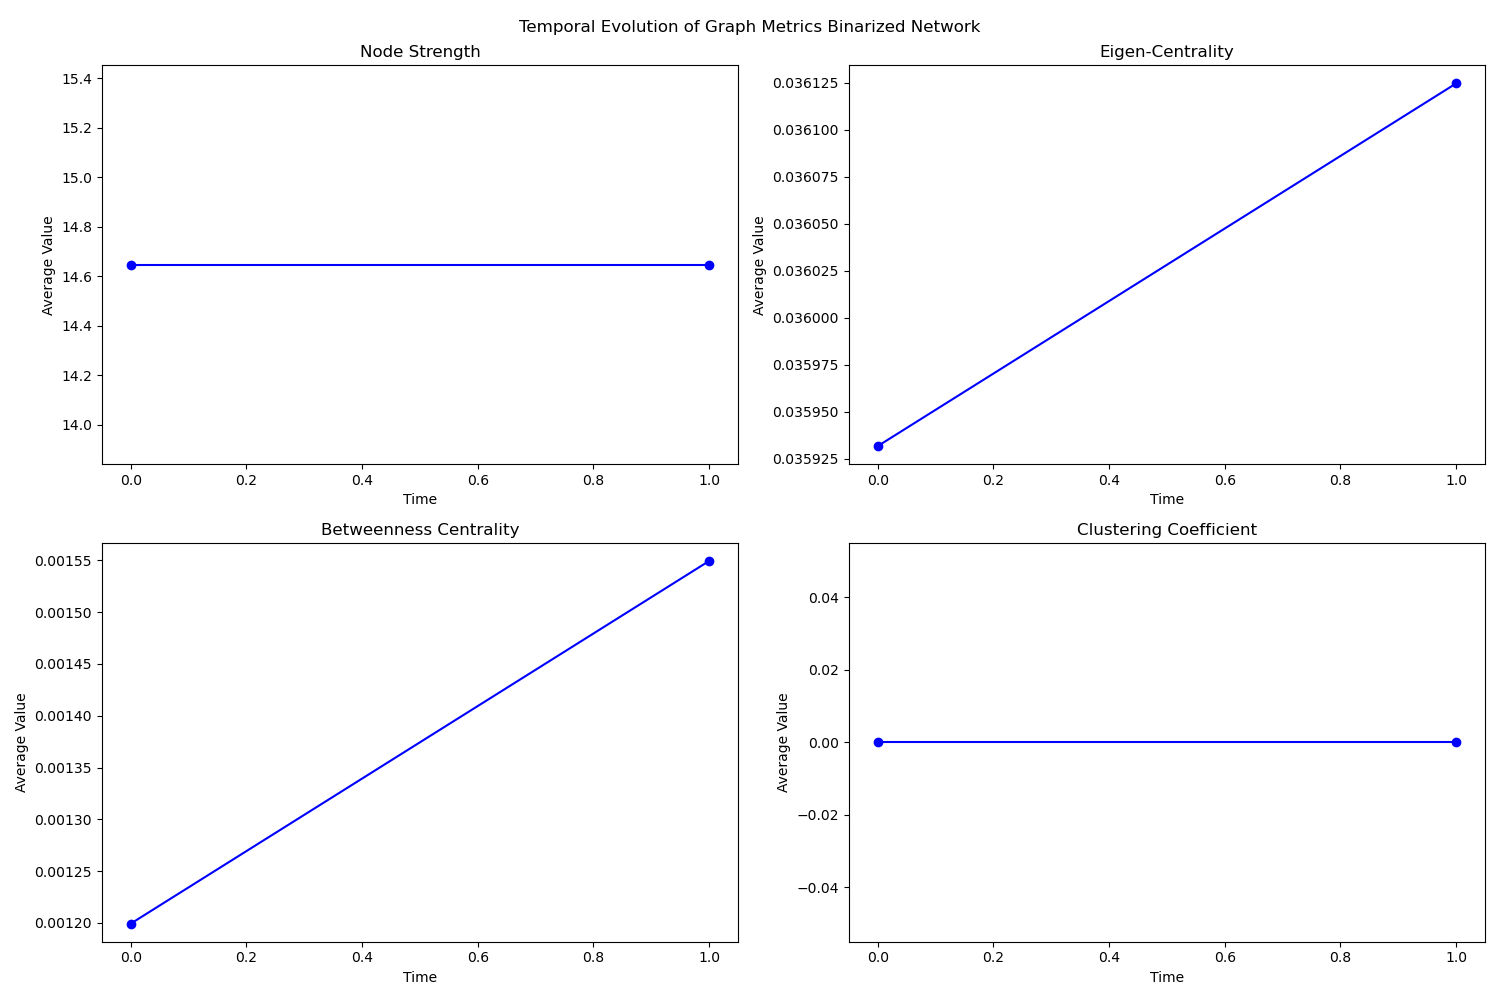 Temporal Evolution of Graph Metrics Binarized Network
Node Strength
15.4
15.2
15.0
14.8
14.6
14.4
14.2
14.0
Average Value
0.0 0.2 0.4 0.6 0.8 1.0
Time
Eigen-Centrality
0.036125
0.036100
0.036075
0.036050
0.036025
0.036000
0.035975
0.035950
0.035925
Average Value
0.0 0.2 0.4 0.6 0.8 1.0
Time
Betweenness Centrality
0.00155
0.00150
0.00145
0.00140
0.00135
0.00130
0.00125
0.00120
Average Value
0.0 0.2 0.4 0.6 0.8 1.0
Time
Clustering Coefficient
0.04
0.02
0.00
−0.02
−0.04
Average Value
0.0 0.2 0.4 0.6 0.8 1.0
Time